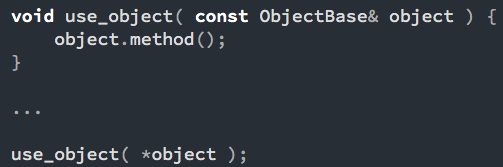 void use_object( const ObjectBase& object ) {
    object.method();
}
...
use_object( *object );